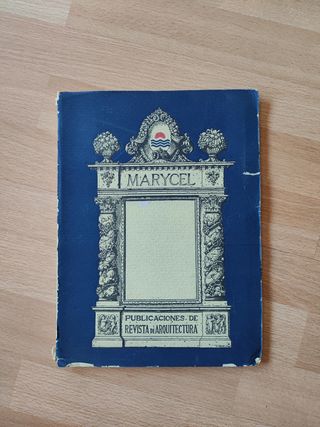 MARYCEL
PUBLICACIONES DE
REVISTA DE ARQUITECTURA